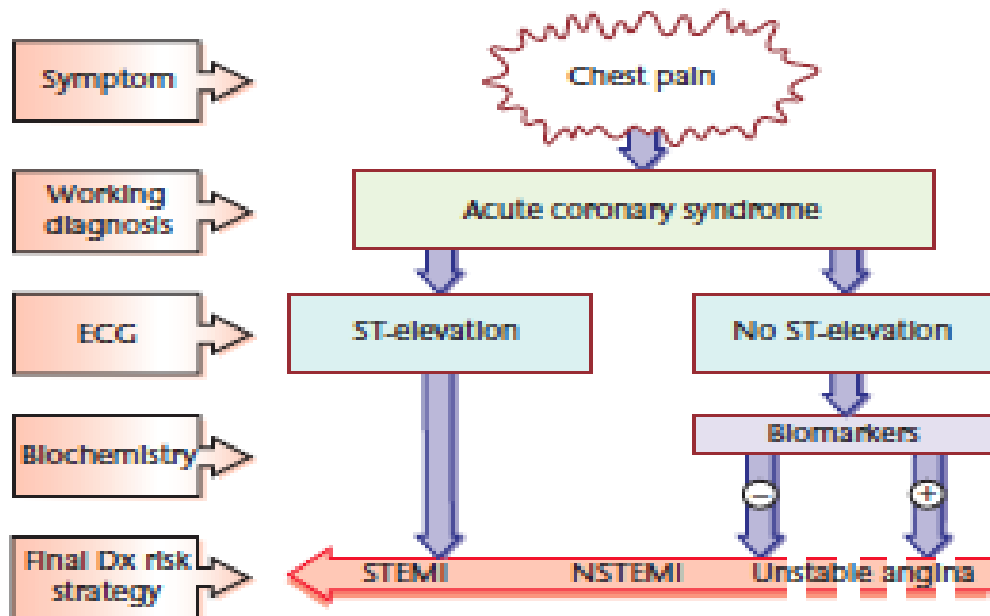 Symptom
Chest pain
Working
diagnosis
Acute coronary syndrome
ECG
ST-elevation
No ST-elevation
Biochemistry
Biomarkers
−
+
Final Dx risk
strategy
STEMI
NSTEMI
Unstable angina